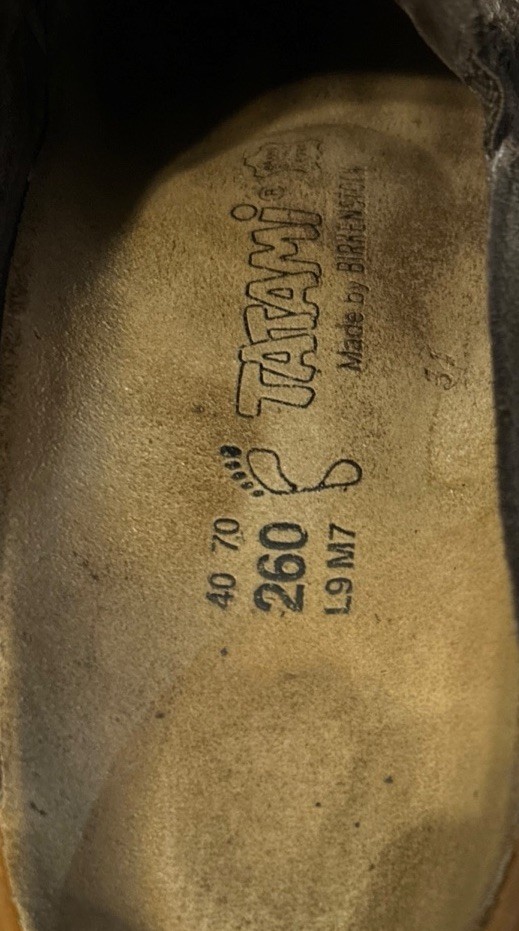 TATAMi®
Made by BIRKENSTOCK
40 70
260
L9 M7